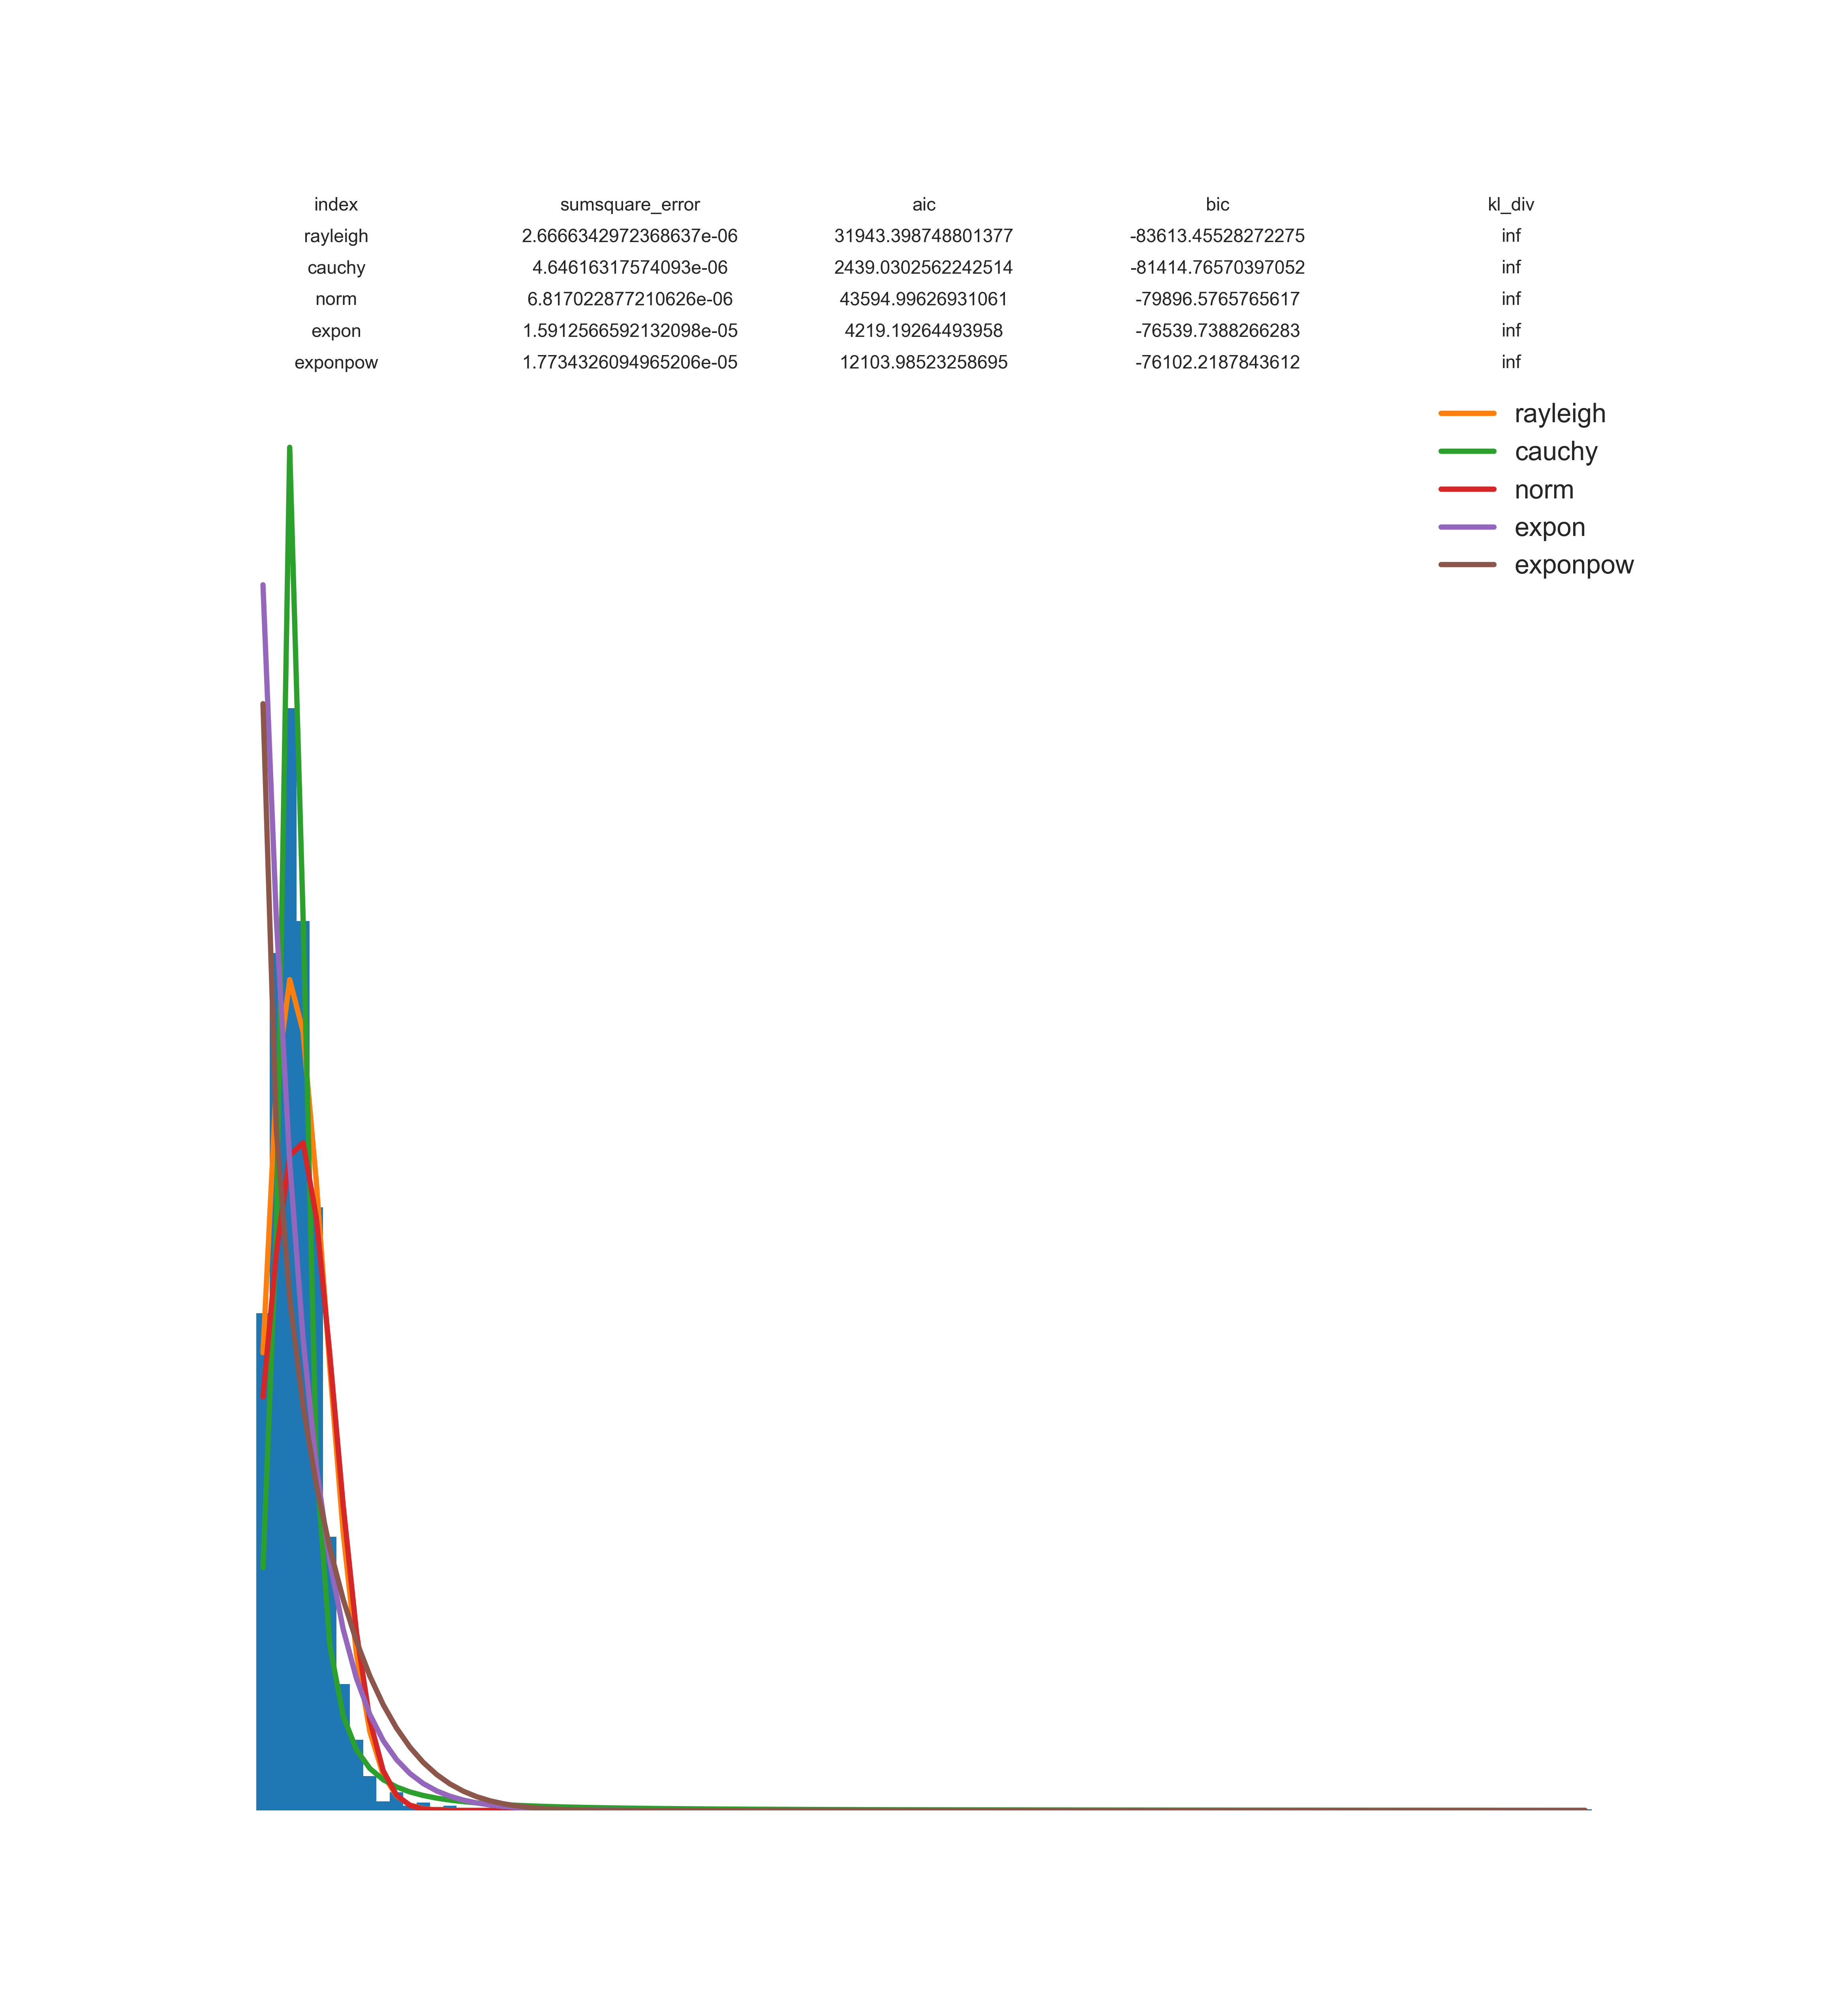 index sumsquare_error aic bic kl_div
rayleigh 2.6666342972368637e-06 31943.398748801377 -83613.45528272275 inf
cauchy 4.64616317574093e-06 2439.0302562242514 -81414.76570397052 inf
norm 6.817022877210626e-06 43594.99626931061 -79896.5765765617 inf
expon 1.5912566592132098e-05 4219.19264493958 -76539.7388266283 inf
exponpow 1.7734326094965206e-05 12103.98523258695 -76102.2187843612 inf
rayleigh
cauchy
norm
expon
exponpow